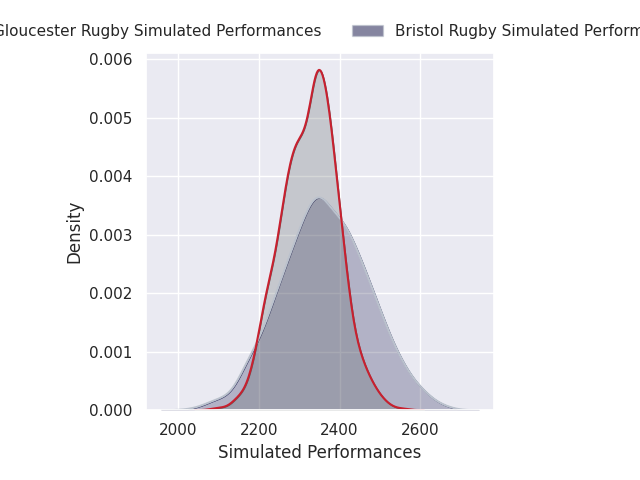 Gloucester Rugby Simulated Performances Bristol Rugby Simulated
0.006
0.005
0.004
0.003
0.002
0.001
0.000
Density
2000 2200 2400 2600
Simulated Performances